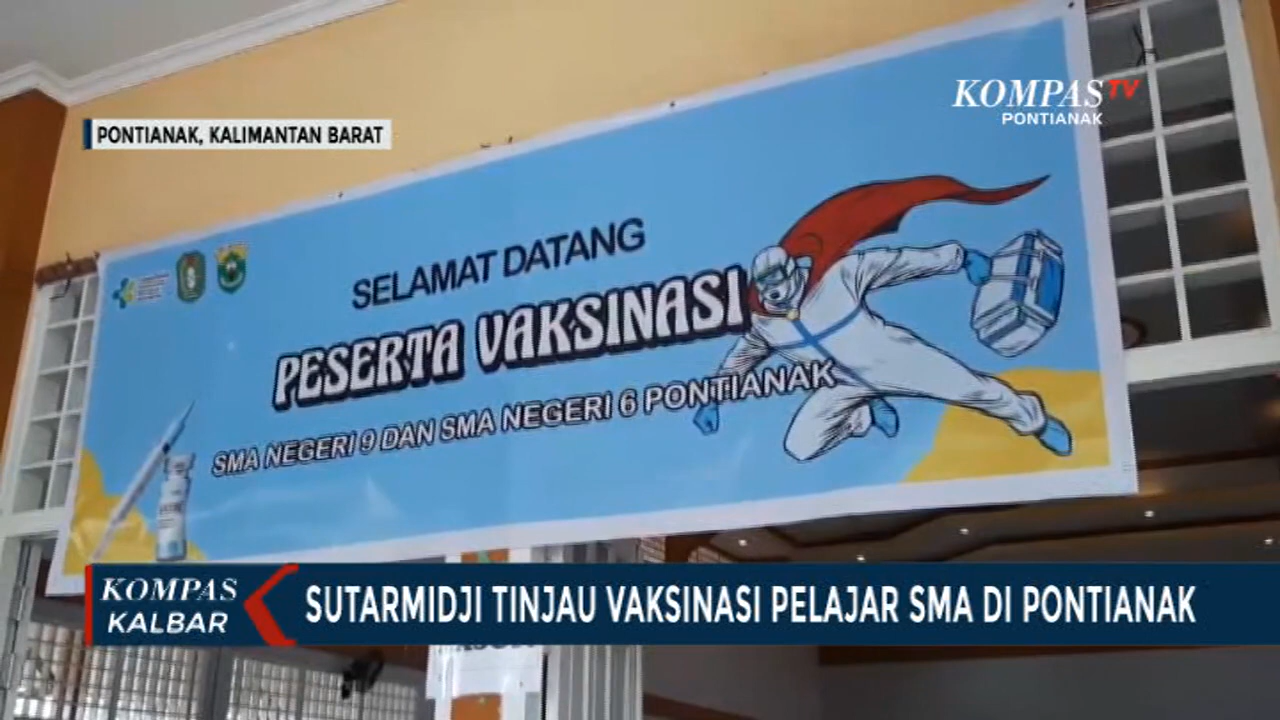 KOMPAS TV
PONTIANAK
PONTIANAK, KALIMANTAN BARAT
SELAMAT DATANG
PESERTA VAKSINASI
SMA NEGERI 9 DAN SMA NEGERI 6 PONTIANAK
KOMPAS
KALBAR
SUTARMIDJI TINJAU VAKSINASI PELAJAR SMA DI PONTIANAK